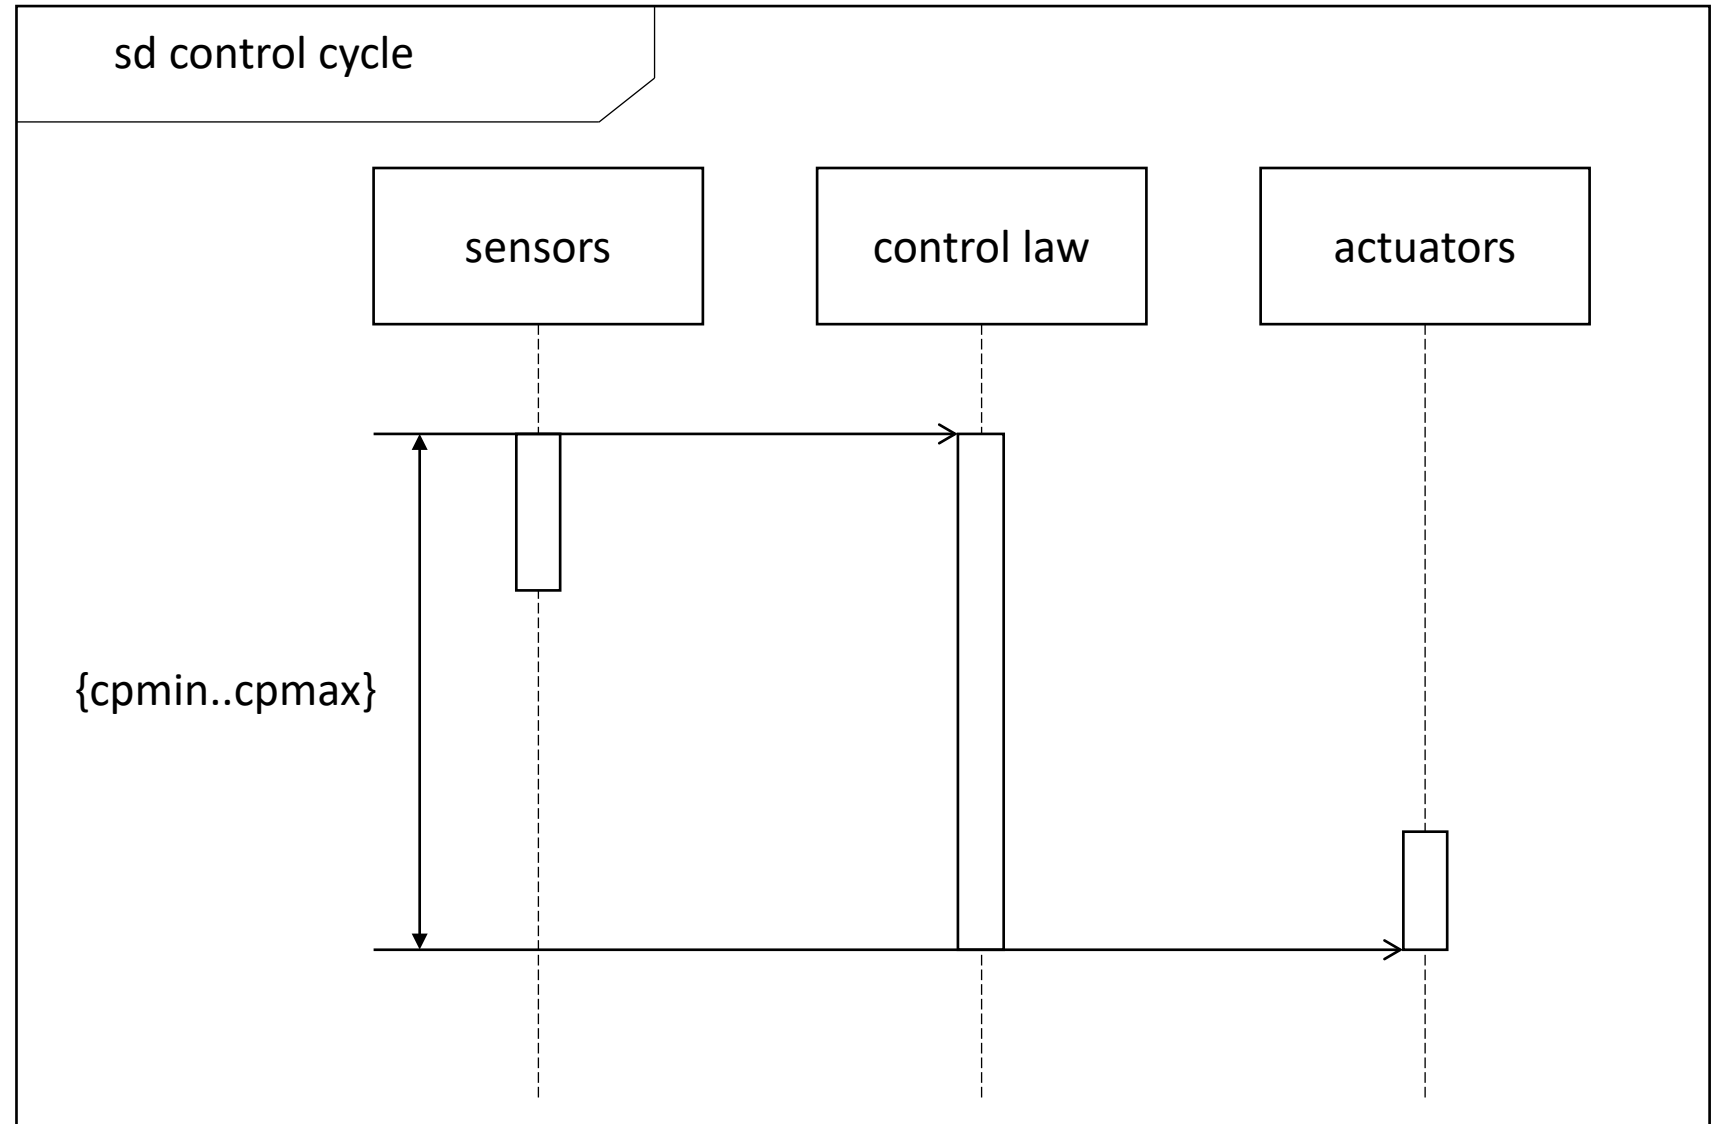 sd control cycle
sensors
control law
actuators
{cpmin..cpmax}